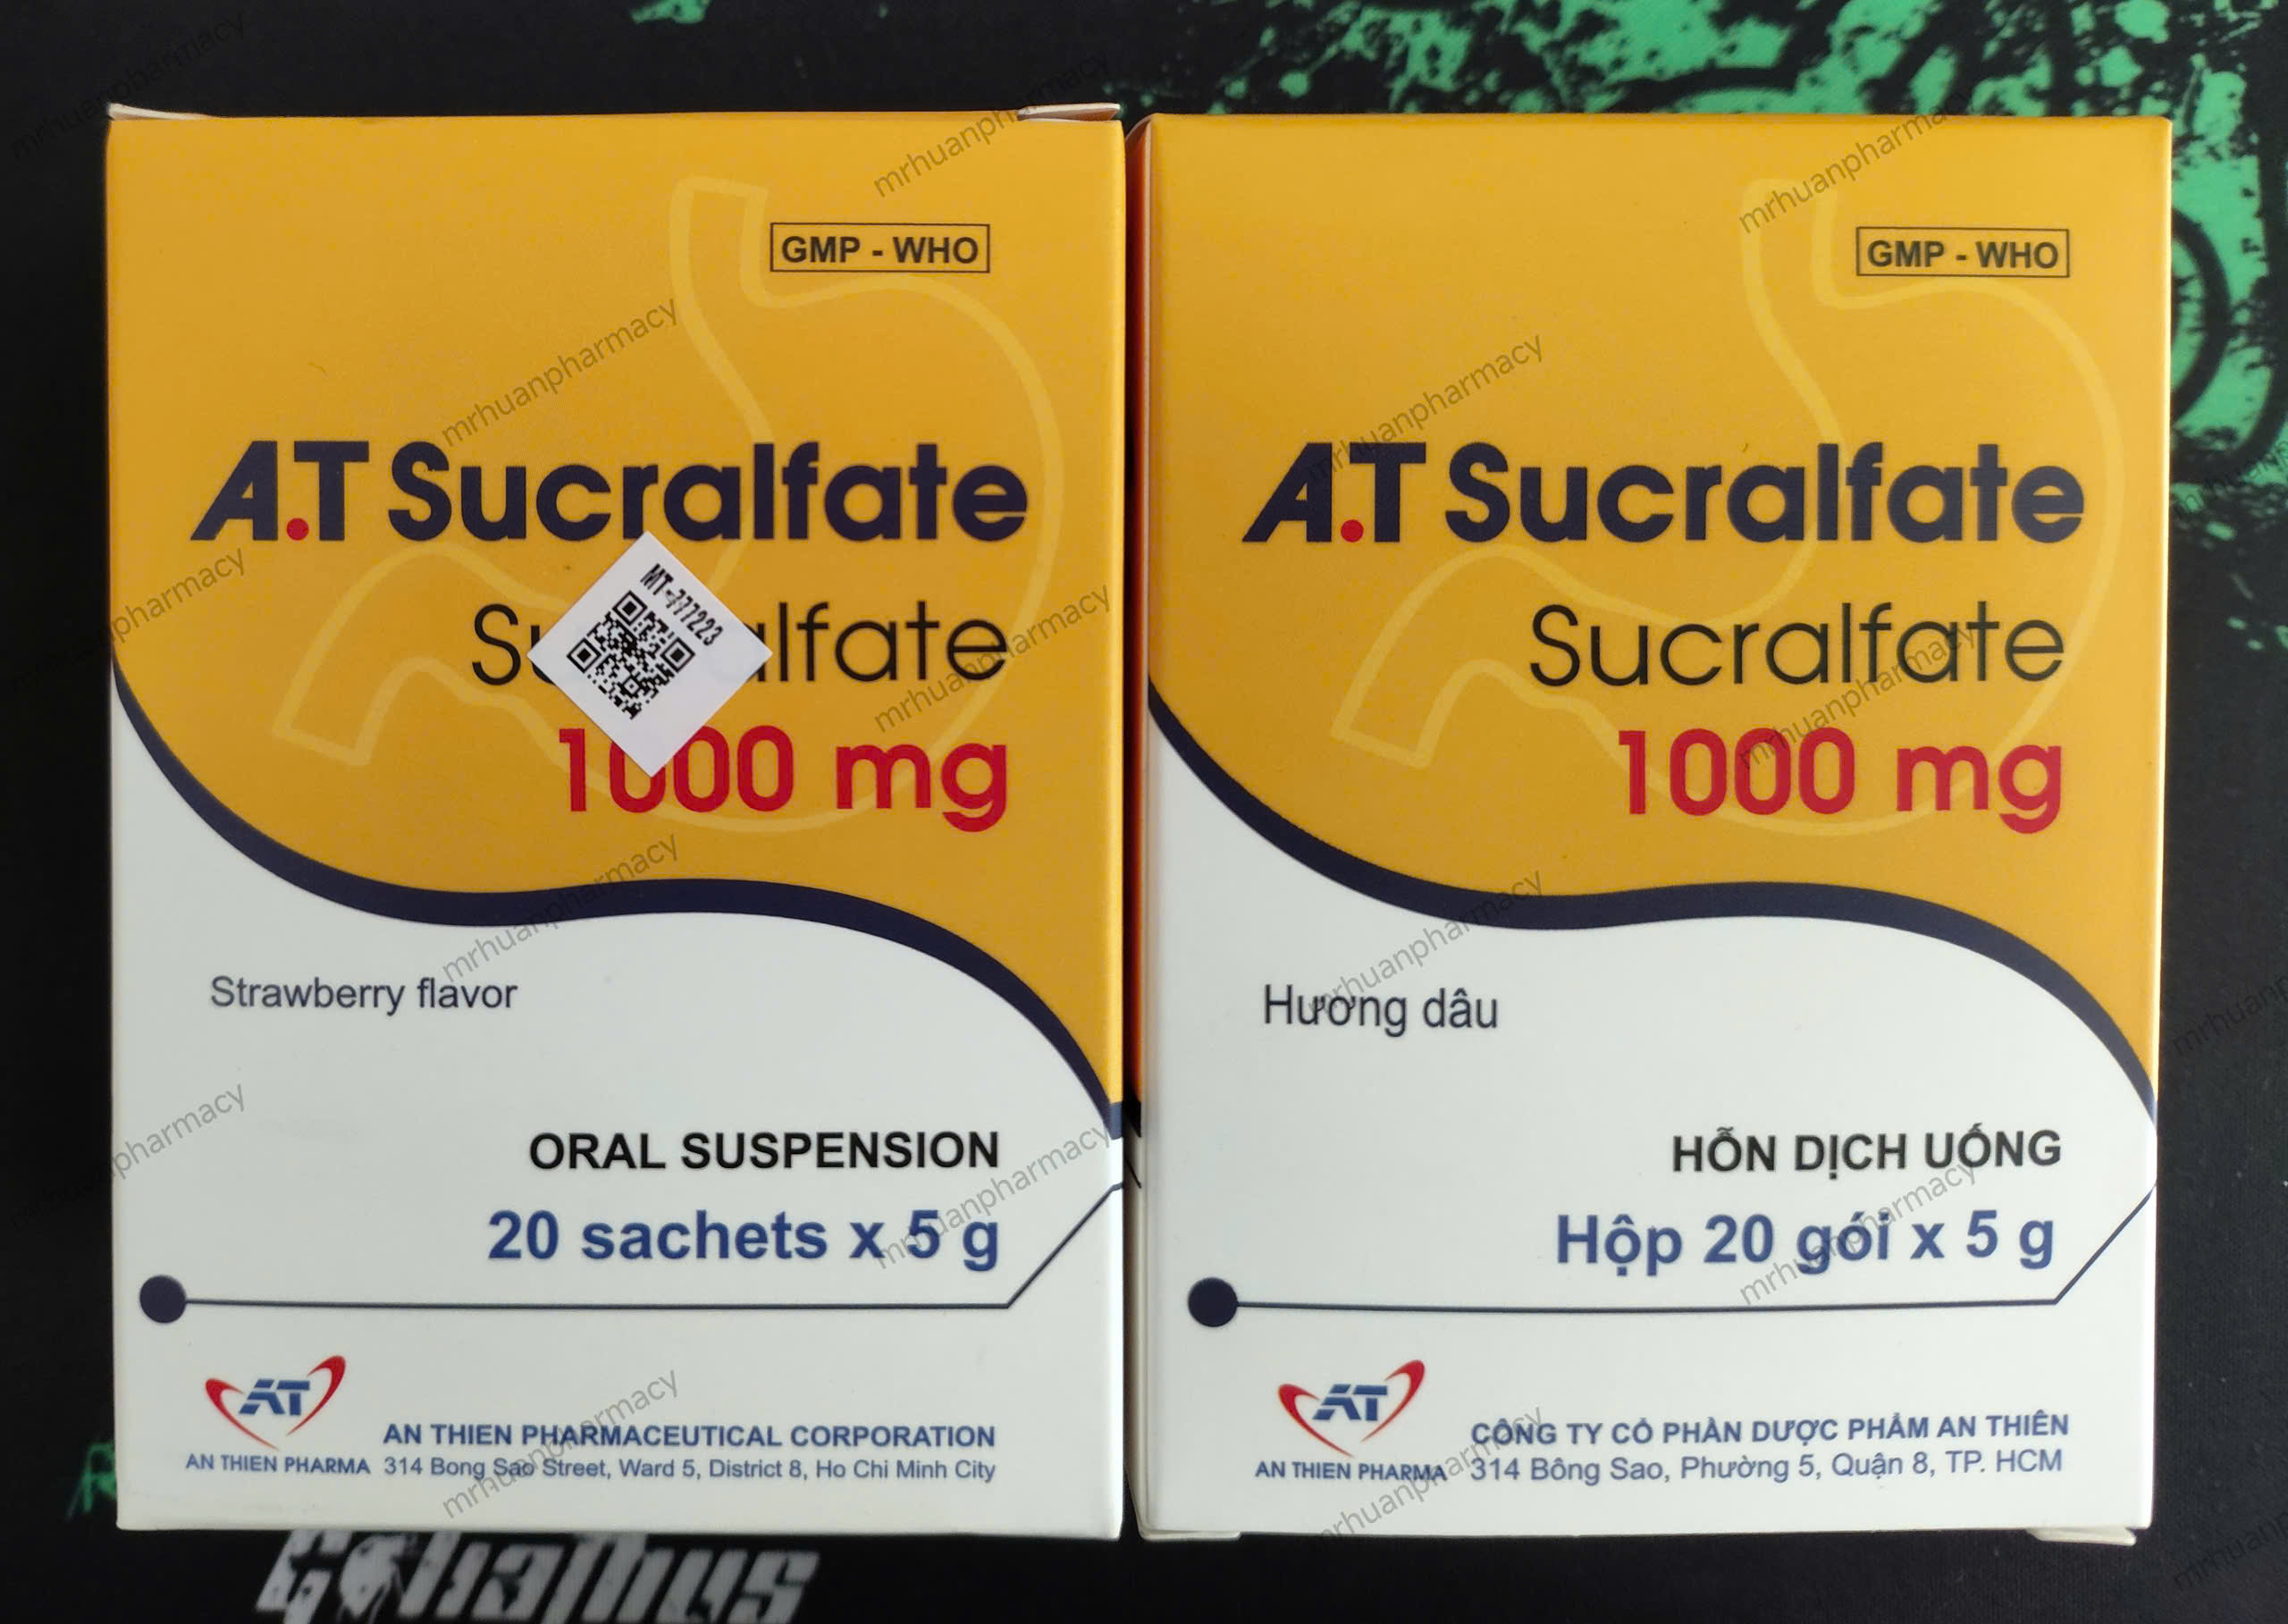 GMP - WHO
A.T Sucralfate
MT-777223
Sucralfate
1000 mg
Strawberry flavor
ORAL SUSPENSION
20 sachets x 5 g
AT
AN THIEN PHARMA
AN THIEN PHARMACEUTICAL CORPORATION
314 Bong Sao Street, Ward 5, District 8, Ho Chi Minh City
GMP - WHO
A.T Sucralfate
Sucralfate
1000 mg
Hương dâu
HỖN DỊCH UỐNG
Hộp 20 gói x 5 g
AT
AN THIEN PHARMA
CÔNG TY CỔ PHẦN DƯỢC PHẨM AN THIÊN
314 Bông Sao, Phường 5, Quận 8, TP. HCM
mrhuanpharmacy